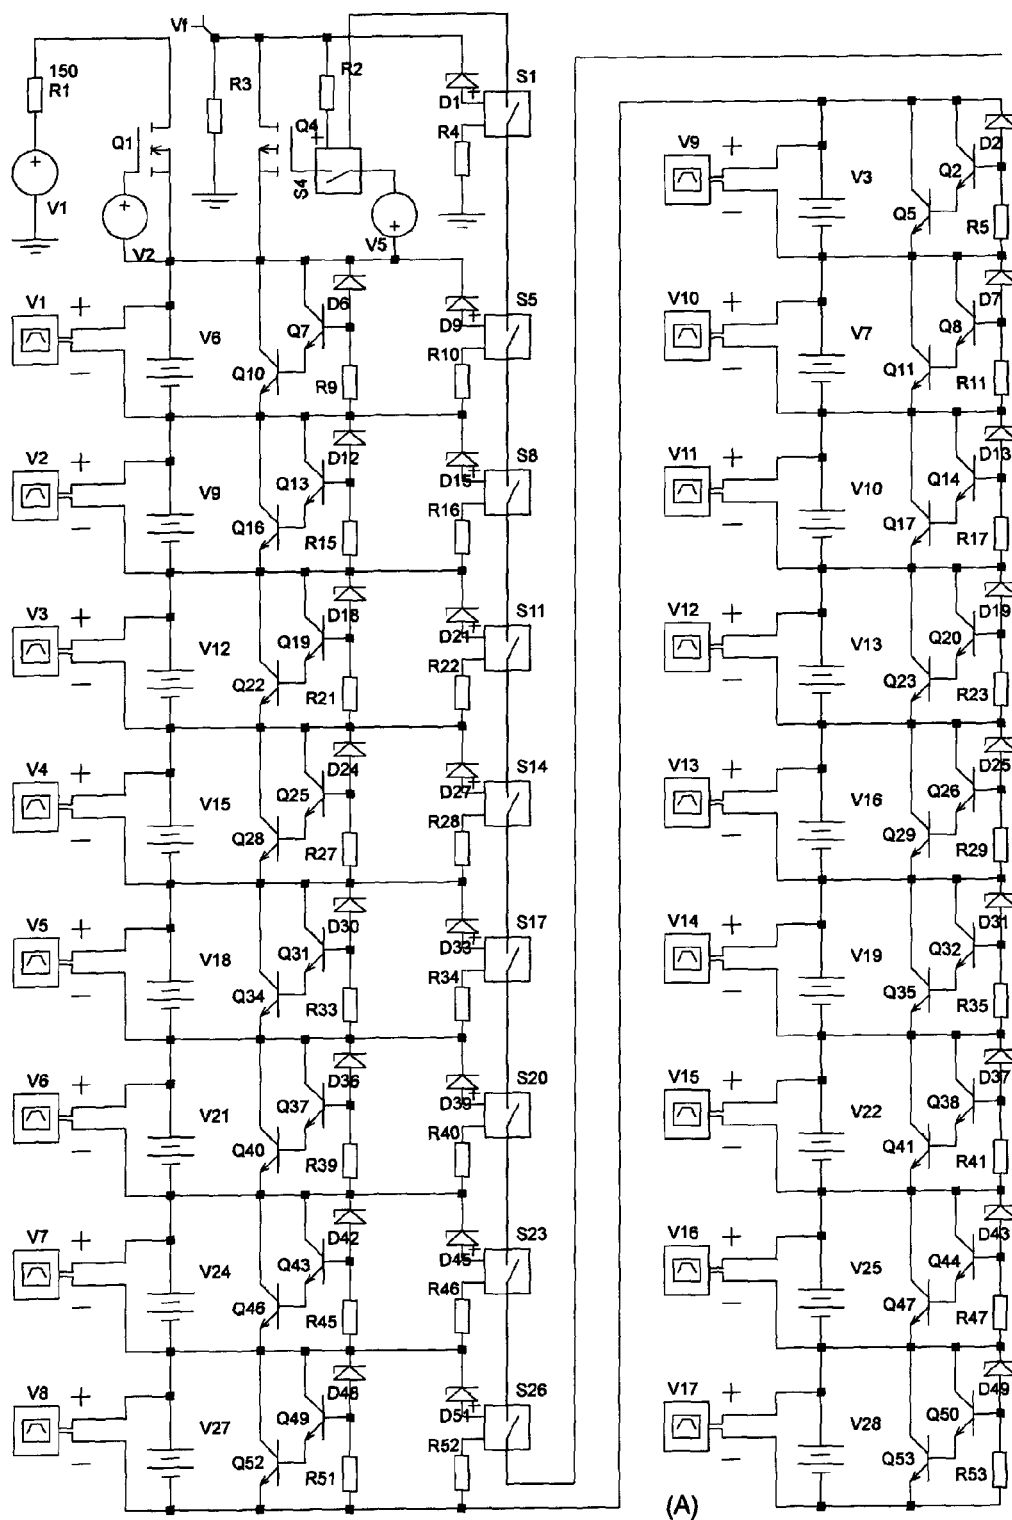 Vf
150
R1
R3
R2
S1
D1
+
R4
Q1
Q4
+
S4
+
V1
+
V2
+
V5
V9
+
−
V3
Q5
Q2
D2
R5
V1
+
−
V6
Q10
Q7
D6
R9
D9
+
R10
S5
V10
+
−
V7
Q11
Q8
D7
R11
V2
+
−
V9
Q16
Q13
D12
R15
D15
+
R16
S8
V11
+
−
V10
Q17
Q14
D13
R17
V3
+
−
V12
Q22
Q19
D18
R21
D21
+
R22
S11
V12
+
−
V13
Q23
Q20
D19
R23
V4
+
−
V15
Q28
Q25
D24
R27
D27
+
R28
S14
V13
+
−
V16
Q29
Q26
D25
R29
V5
+
−
V18
Q34
Q31
D30
R33
D33
+
R34
S17
V14
+
−
V19
Q35
Q32
D31
R35
V6
+
−
V21
Q40
Q37
D36
R39
D39
+
R40
S20
V15
+
−
V22
Q41
Q38
D37
R41
V7
+
−
V24
Q46
Q43
D42
R45
D45
+
R46
S23
V16
+
−
V25
Q47
Q44
D43
R47
V8
+
−
V27
Q52
Q49
D48
R51
D51
+
R52
S26
V17
+
−
V28
Q53
Q50
D49
R53
(A)